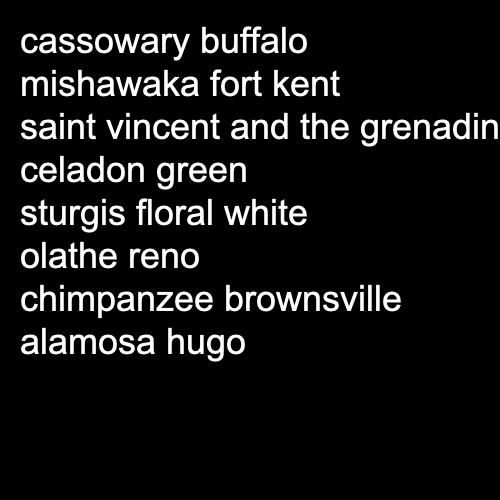 cassowary buffalo
mishawaka fort kent
saint vincent and the grenadin
celadon green
sturgis floral white
olathe reno
chimpanzee brownsville
alamosa hugo